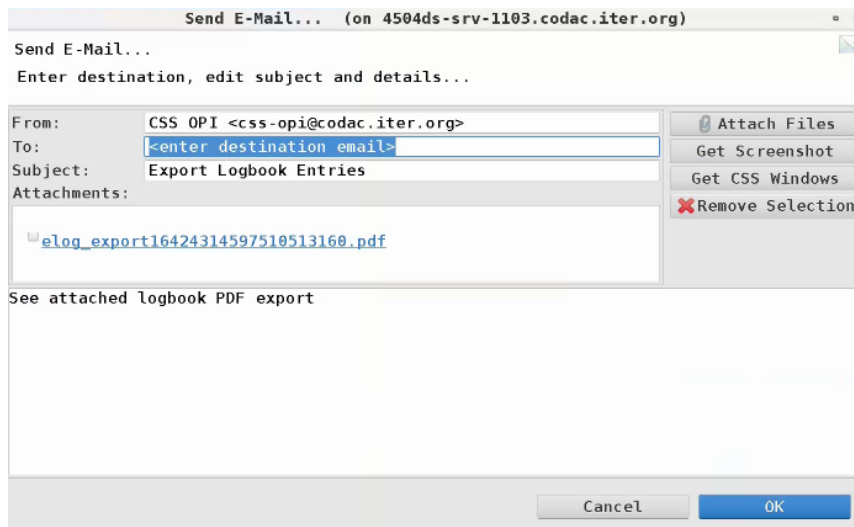 Send E-Mail... (on 4504ds-srv-1103.codac.iter.org)
Send E-Mail...
Enter destination, edit subject and details...
From: CSS OPI <css-opi@codac.iter.org>
To: <enter destination email>
Subject: Export Logbook Entries
Attachments:
elog_export16424314597510513160.pdf
Attach Files
Get Screenshot
Get CSS Windows
Remove Selection
See attached logbook PDF export
Cancel OK